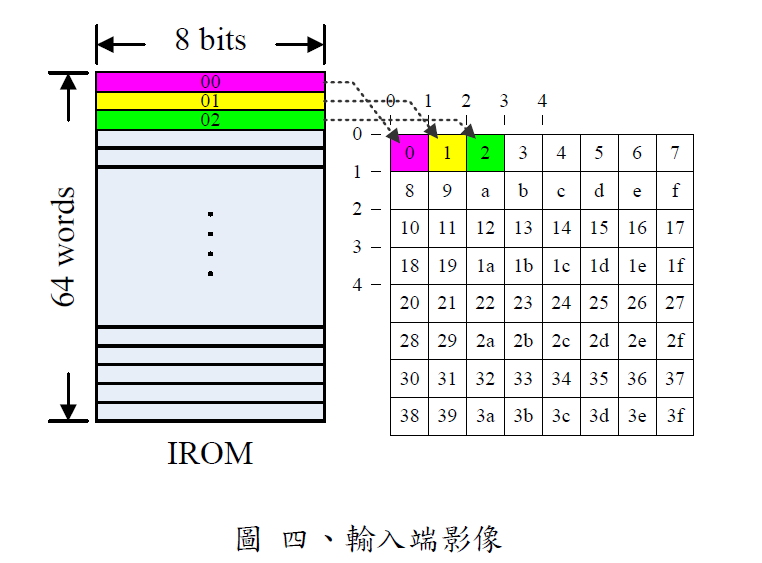 8 bits
00
01
02
64 words
IROM
0 1 2 3 4
0
1
2
3
4
0 1 2 3 4 5 6 7
8 9 a b c d e f
10 11 12 13 14 15 16 17
18 19 1a 1b 1c 1d 1e 1f
20 21 22 23 24 25 26 27
28 29 2a 2b 2c 2d 2e 2f
30 31 32 33 34 35 36 37
38 39 3a 3b 3c 3d 3e 3f
圖 四、輸入端影像